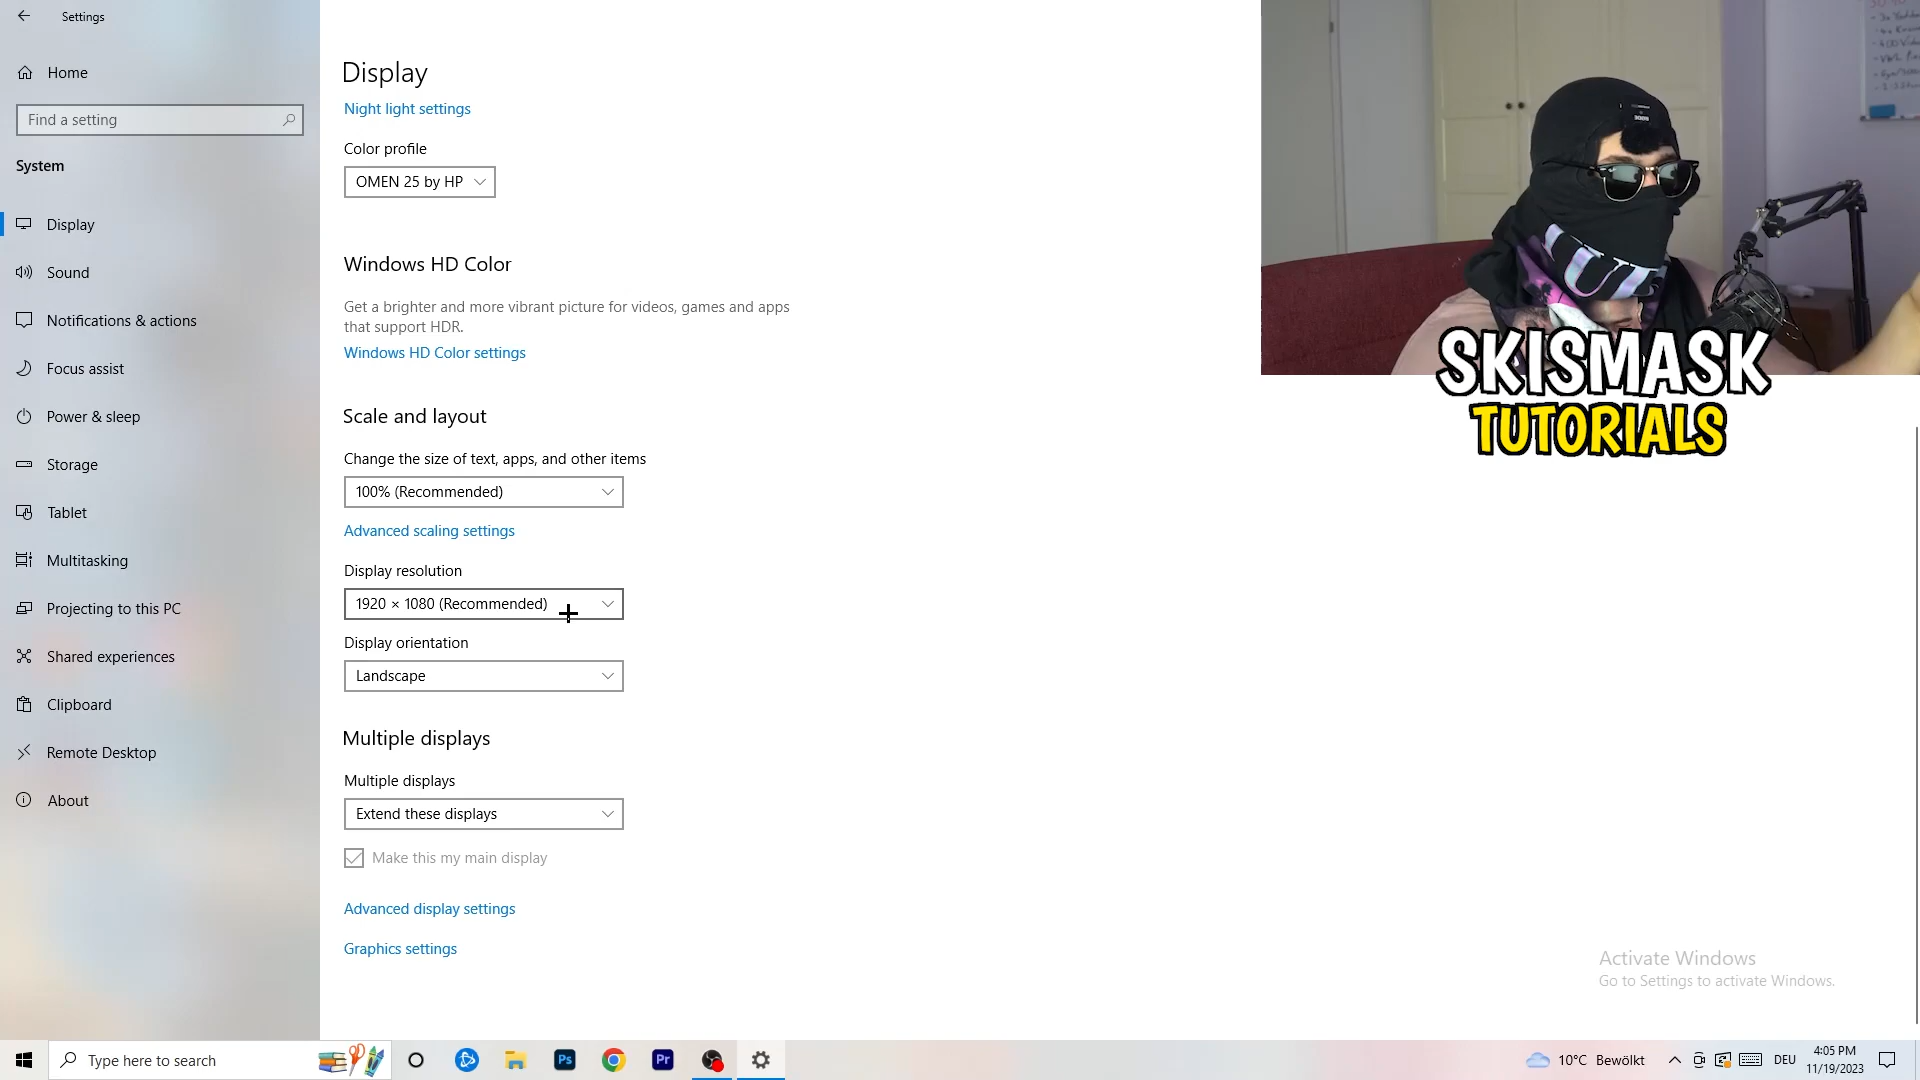 Settings
Home
Find a setting
System
Display
Sound
Notifications & actions
Focus assist
Power & sleep
Storage
Tablet
Multitasking
Projecting to this PC
Shared experiences
Clipboard
Remote Desktop
About
Display
Night light settings
Color profile
OMEN 25 by HP
Windows HD Color
Get a brighter and more vibrant picture for videos, games and apps
that support HDR.
Windows HD Color settings
Scale and layout
Change the size of text, apps, and other items
100% (Recommended)
Advanced scaling settings
Display resolution
1920 × 1080 (Recommended)
Display orientation
Landscape
Multiple displays
Multiple displays
Extend these displays
Make this my main display
Advanced display settings
Graphics settings
SKISMASK
TUTORIALS
Activate Windows
Go to Settings to activate Windows.
Type here to search
Ps
Pr
10°C Bewölkt
DEU
4:05 PM
11/19/2023